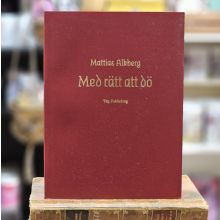 Mattias Alkberg
Med rätt att dö
Teg Publishing